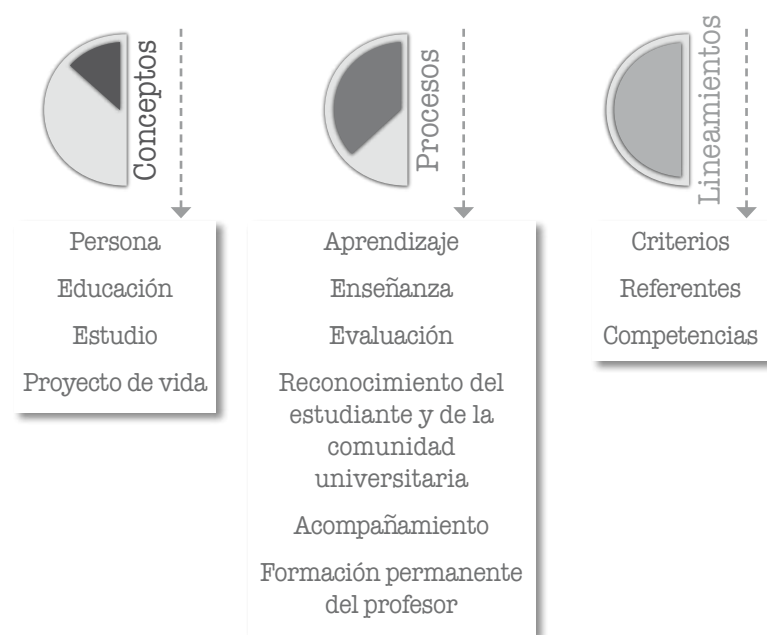 Conceptos
Persona
Educación
Estudio
Proyecto de vida
Procesos
Aprendizaje
Enseñanza
Evaluación
Reconocimiento del
estudiante y de la
comunidad
universitaria
Acompañamiento
Formación permanente
del profesor
Lineamientos
Criterios
Referentes
Competencias